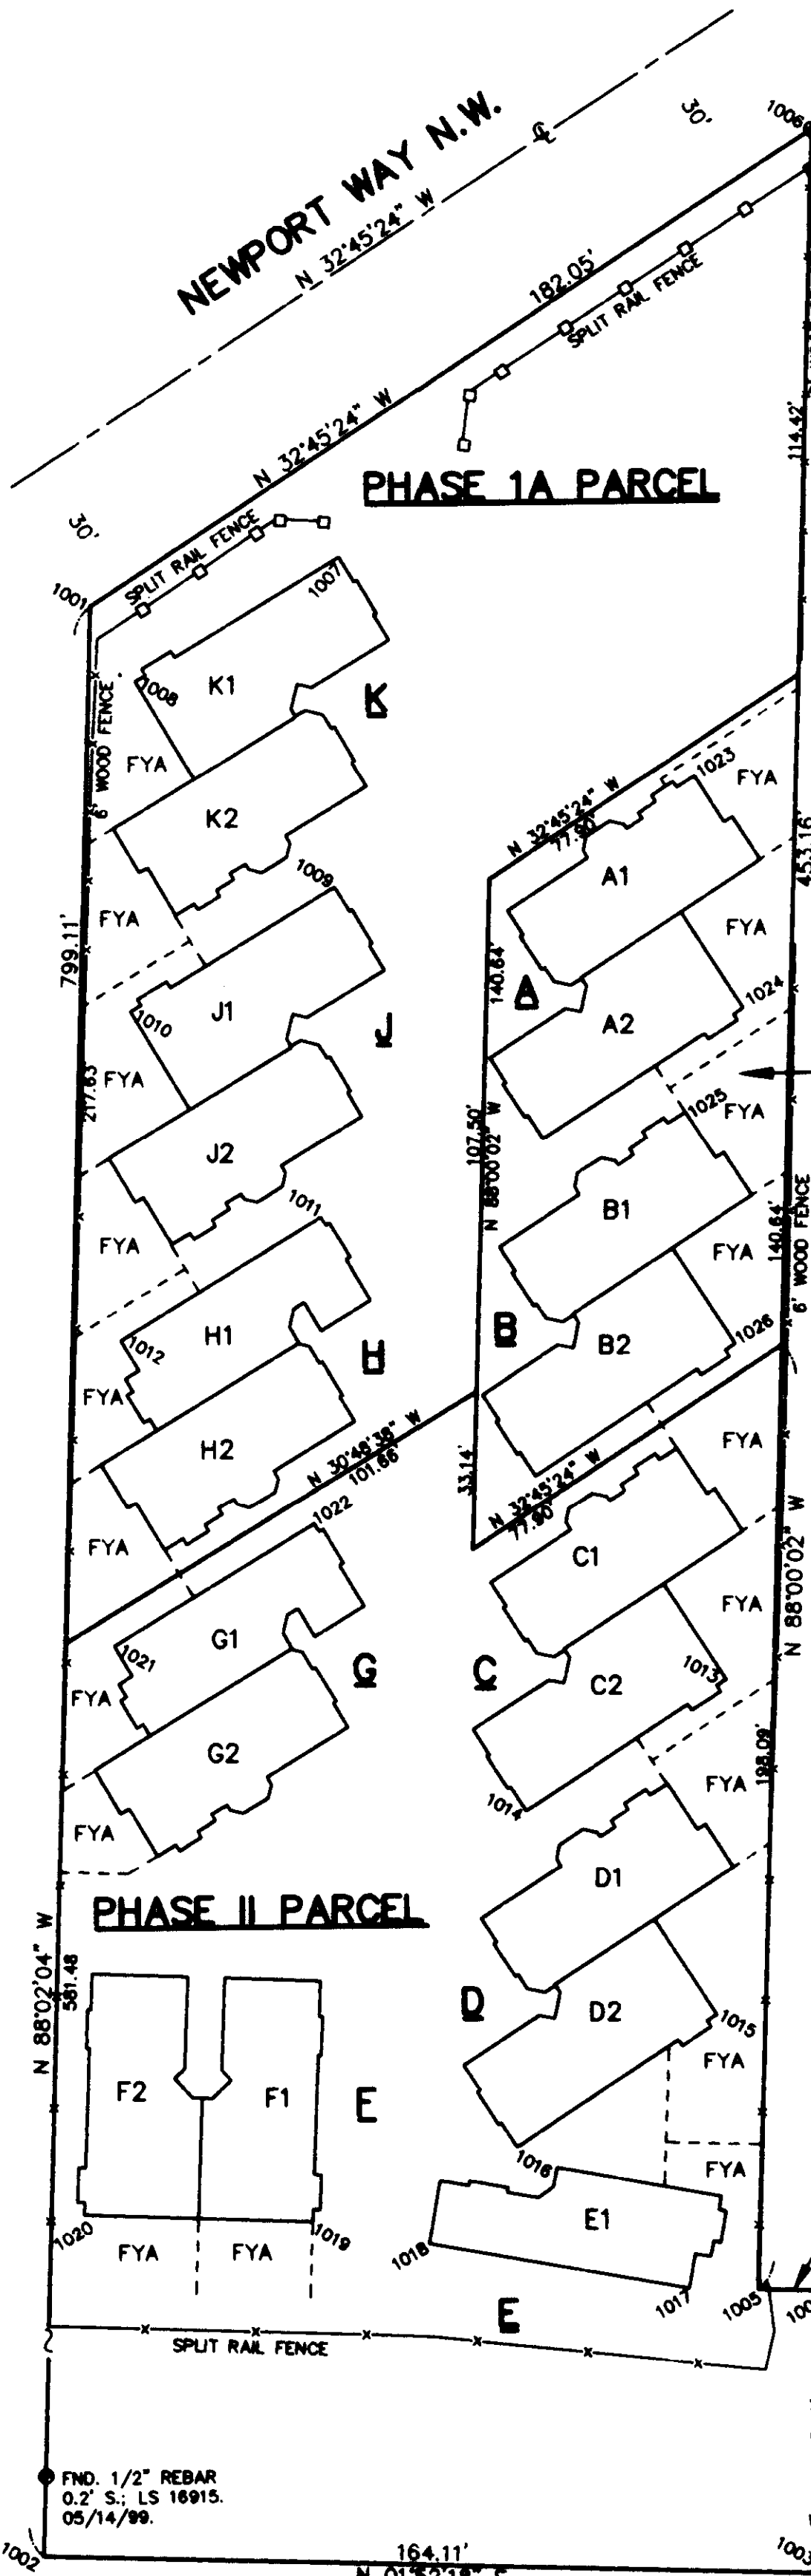 NEWPORT WAY N.W.
N 32°45'24" W
30'
1006
182.05'
SPLIT RAIL FENCE
114.42'
N 32°45'24" W
PHASE 1A PARCEL
30'
SPLIT RAIL FENCE
1001
1007
1008
K1
K
6' WOOD FENCE
FYA
K2
1023
FYA
N 32°45'24" W
77.90'
A1
453.16'
1009
FYA
FYA
799.11'
140.64'
A
1024
A2
J1
J
1010
217.63'
FYA
1025
FYA
107.50'
N 88°00'02" W
J2
1011
B1
FYA
FYA
140.64'
6' WOOD FENCE
H1
1012
B
B2
1026
H
FYA
H2
N 30°48'38" W
101.66'
33.14'
FYA
N 32°45'24" W
77.90'
1022
FYA
C1
N 88°00'02" W
FYA
G1
1021
G
C
C2
1013
FYA
G2
1014
198.09'
FYA
FYA
D1
PHASE II PARCEL
N 88°02'04" W
581.48
D
D2
1015
FYA
F2
F1
E
1016
FYA
E1
1020
FYA
FYA
1019
1018
1017
1005
E
SPLIT RAIL FENCE
FND. 1/2" REBAR
0.2' S.; LS 16915.
05/14/99.
1002
164.11'
1003